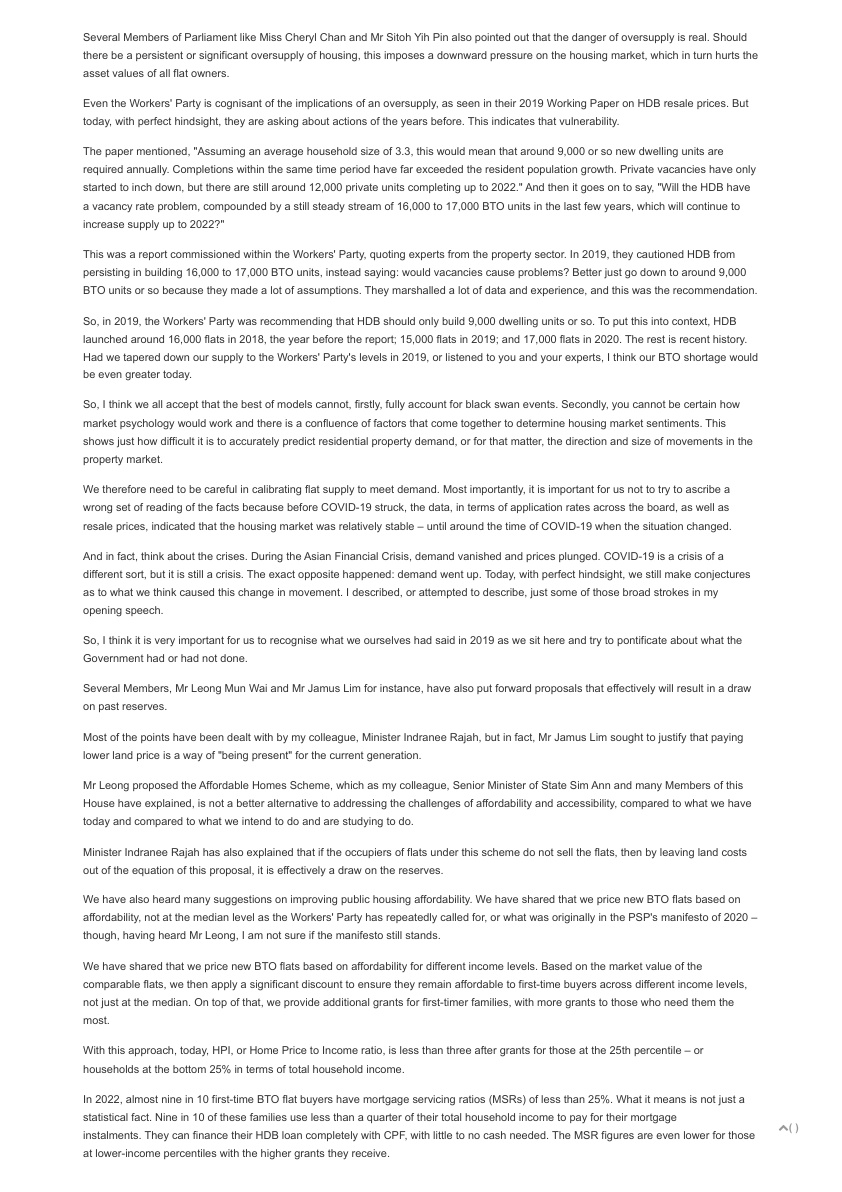 Several Members of Parliament like Miss Cheryl Chan and Mr Sitoh Yih Pin also pointed out that the danger of oversupply is real. Should
there be a persistent or significant oversupply of housing, this imposes a downward pressure on the housing market, which in turn hurts the
asset values of all flat owners.
Even the Workers' Party is cognisant of the implications of an oversupply, as seen in their 2019 Working Paper on HDB resale prices. But
today, with perfect hindsight, they are asking about actions of the years before. This indicates that vulnerability.
The paper mentioned, "Assuming an average household size of 3.3, this would mean that around 9,000 or so new dwelling units are
required annually. Completions within the same time period have far exceeded the resident population growth. Private vacancies have only
started to inch down, but there are still around 12,000 private units completing up to 2022." And then it goes on to say, "Will the HDB have
a vacancy rate problem, compounded by a still steady stream of 16,000 to 17,000 BTO units in the last few years, which will continue to
increase supply up to 2022?"
This was a report commissioned within the Workers' Party, quoting experts from the property sector. In 2019, they cautioned HDB from
persisting in building 16,000 to 17,000 BTO units, instead saying: would vacancies cause problems? Better just go down to around 9,000
BTO units or so because they made a lot of assumptions. They marshalled a lot of data and experience, and this was the recommendation.
So, in 2019, the Workers' Party was recommending that HDB should only build 9,000 dwelling units or so. To put this into context, HDB
launched around 16,000 flats in 2018, the year before the report; 15,000 flats in 2019; and 17,000 flats in 2020. The rest is recent history.
Had we tapered down our supply to the Workers' Party's levels in 2019, or listened to you and your experts, I think our BTO shortage would
be even greater today.
So, I think we all accept that the best of models cannot, firstly, fully account for black swan events. Secondly, you cannot be certain how
market psychology would work and there is a confluence of factors that come together to determine housing market sentiments. This
shows just how difficult it is to accurately predict residential property demand, or for that matter, the direction and size of movements in the
property market.
We therefore need to be careful in calibrating flat supply to meet demand. Most importantly, it is important for us not to try to ascribe a
wrong set of reading of the facts because before COVID-19 struck, the data, in terms of application rates across the board, as well as
resale prices, indicated that the housing market was relatively stable – until around the time of COVID-19 when the situation changed.
And in fact, think about the crises. During the Asian Financial Crisis, demand vanished and prices plunged. COVID-19 is a crisis of a
different sort, but it is still a crisis. The exact opposite happened: demand went up. Today, with perfect hindsight, we still make conjectures
as to what we think caused this change in movement. I described, or attempted to describe, just some of those broad strokes in my
opening speech.
So, I think it is very important for us to recognise what we ourselves had said in 2019 as we sit here and try to pontificate about what the
Government had or had not done.
Several Members, Mr Leong Mun Wai and Mr Jamus Lim for instance, have also put forward proposals that effectively will result in a draw
on past reserves.
Most of the points have been dealt with by my colleague, Minister Indranee Rajah, but in fact, Mr Jamus Lim sought to justify that paying
lower land price is a way of "being present" for the current generation.
Mr Leong proposed the Affordable Homes Scheme, which as my colleague, Senior Minister of State Sim Ann and many Members of this
House have explained, is not a better alternative to addressing the challenges of affordability and accessibility, compared to what we have
today and compared to what we intend to do and are studying to do.
Minister Indranee Rajah has also explained that if the occupiers of flats under this scheme do not sell the flats, then by leaving land costs
out of the equation of this proposal, it is effectively a draw on the reserves.
We have also heard many suggestions on improving public housing affordability. We have shared that we price new BTO flats based on
affordability, not at the median level as the Workers' Party has repeatedly called for, or what was originally in the PSP's manifesto of 2020 –
though, having heard Mr Leong, I am not sure if the manifesto still stands.
We have shared that we price new BTO flats based on affordability for different income levels. Based on the market value of the
comparable flats, we then apply a significant discount to ensure they remain affordable to first-time buyers across different income levels,
not just at the median. On top of that, we provide additional grants for first-timer families, with more grants to those who need them the
most.
With this approach, today, HPI, or Home Price to Income ratio, is less than three after grants for those at the 25th percentile – or
households at the bottom 25% in terms of total household income.
In 2022, almost nine in 10 first-time BTO flat buyers have mortgage servicing ratios (MSRs) of less than 25%. What it means is not just a
statistical fact. Nine in 10 of these families use less than a quarter of their total household income to pay for their mortgage
instalments. They can finance their HDB loan completely with CPF, with little to no cash needed. The MSR figures are even lower for those
at lower-income percentiles with the higher grants they receive.
( )